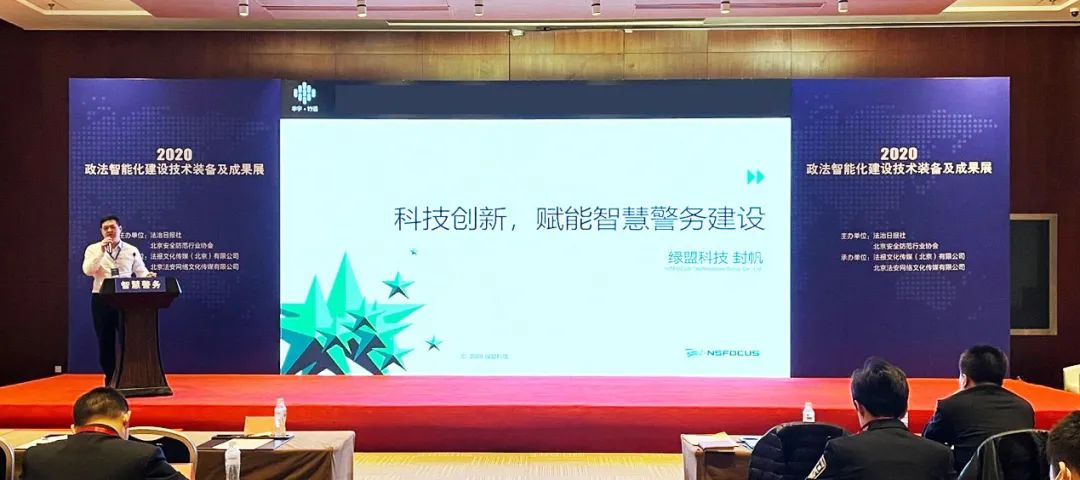 2020
政法智能化建设技术装备及成果展
主办单位：法治日报社
北京安全防范行业协会
法报文化传媒（北京）有限公司
北京法安网络文化传媒有限公司
智慧警务
科技创新，赋能智慧警务建设
绿盟科技 封帆
© 2020 绿盟科技
NSFOCUS
2020
政法智能化建设技术装备及成果展
主办单位：法治日报社
北京安全防范行业协会
承办单位：法报文化传媒（北京）有限公司
北京法安网络文化传媒有限公司